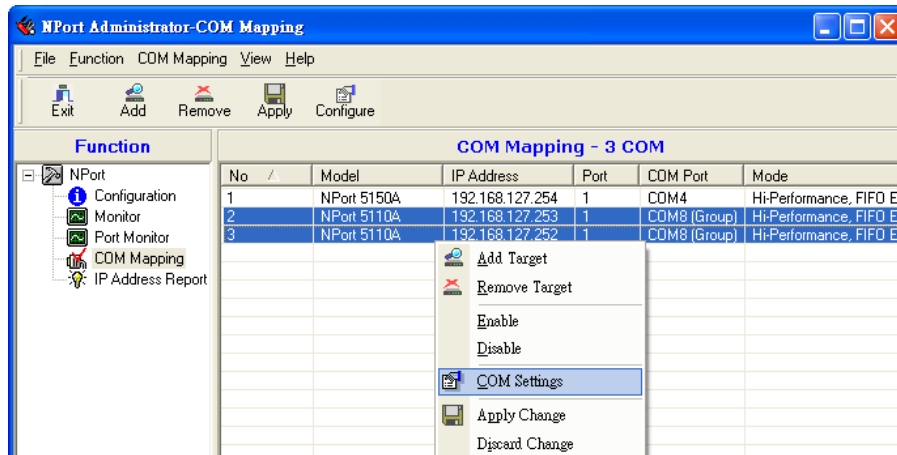 NPort Administrator-COM Mapping
File Function COM Mapping View Help
Exit Add Remove Apply Configure
Function
COM Mapping - 3 COM
NPort
Configuration
Monitor
Port Monitor
COM Mapping
IP Address Report
No Model IP Address Port COM Port Mode
1 NPort 5150A 192.168.127.254 1 COM4 Hi-Performance, FIFO E
2 NPort 5110A 192.168.127.253 1 COM8 (Group) Hi-Performance, FIFO E
3 NPort 5110A 192.168.127.252 1 COM8 (Group) Hi-Performance, FIFO E
Add Target
Remove Target
Enable
Disable
COM Settings
Apply Change
Discard Change